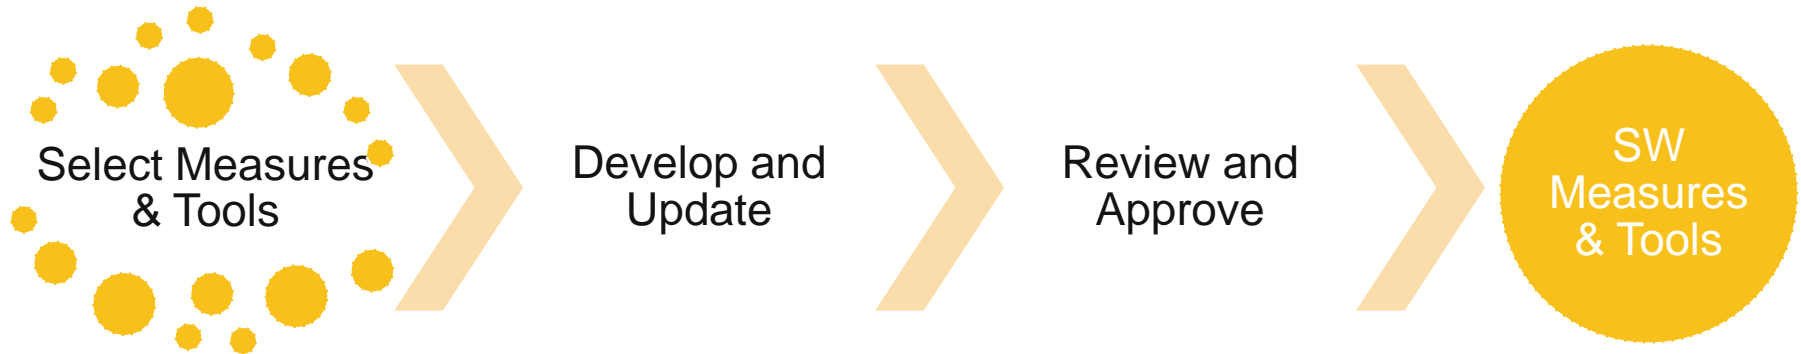 Select Measures
& Tools
Develop and
Update
Review and
Approve
SW
Measures
& Tools